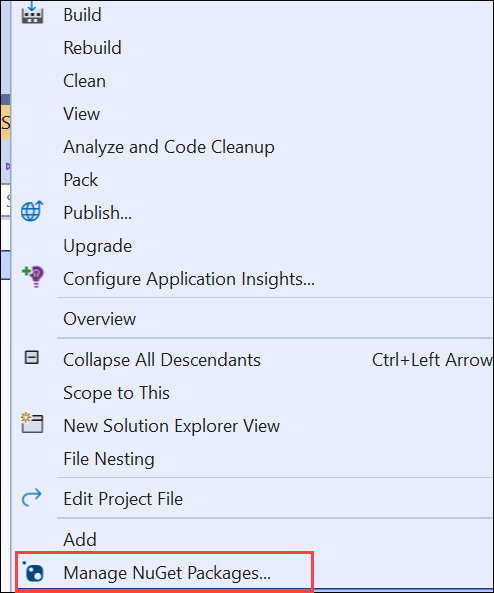 Build
Rebuild
Clean
View
Analyze and Code Cleanup
Pack
Publish...
Upgrade
Configure Application Insights...
Overview
Collapse All Descendants Ctrl+Left Arrow
Scope to This
New Solution Explorer View
File Nesting
Edit Project File
Add
Manage NuGet Packages...